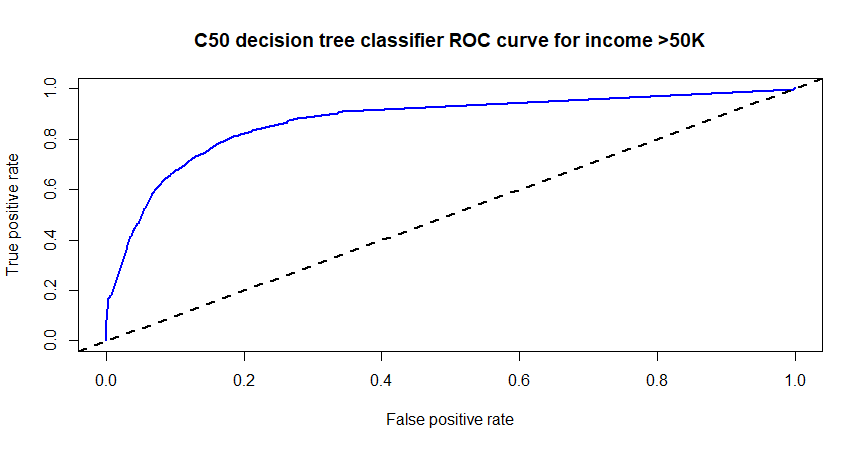 C50 decision tree classifier ROC curve for income >50K
True positive rate
1.0
0.8
0.6
0.4
0.2
0.0
0.0 0.2 0.4 0.6 0.8 1.0
False positive rate